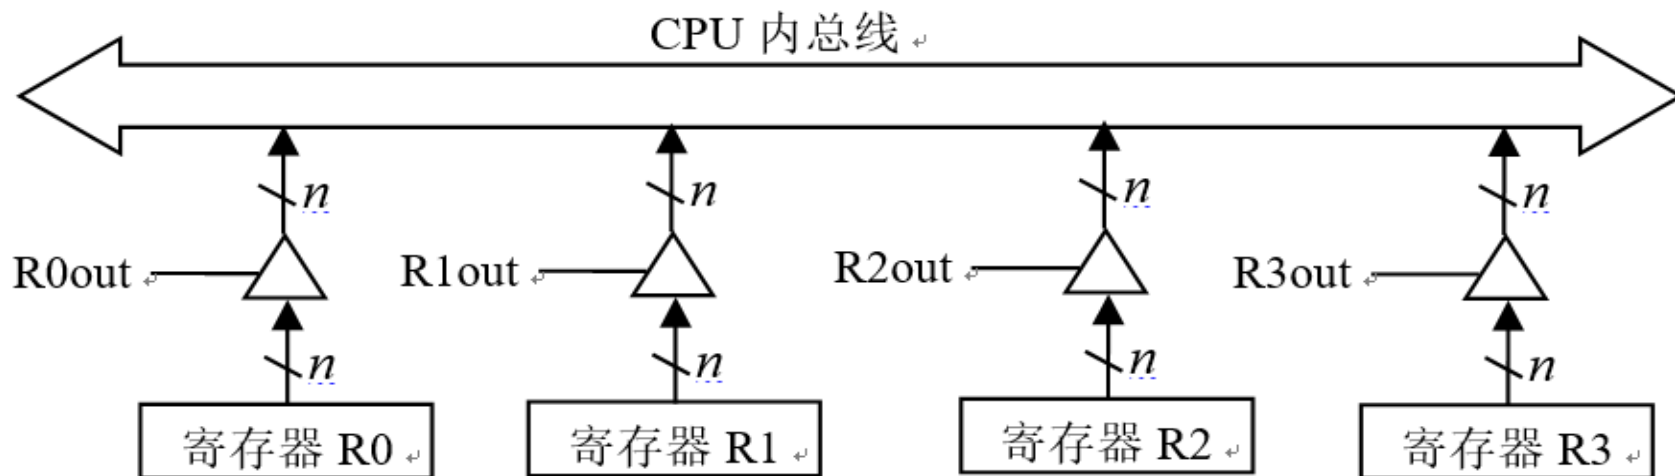 CPU 内总线
n n n n
R0out R1out R2out R3out
n n n n
寄存器 R0 寄存器 R1 寄存器 R2 寄存器 R3